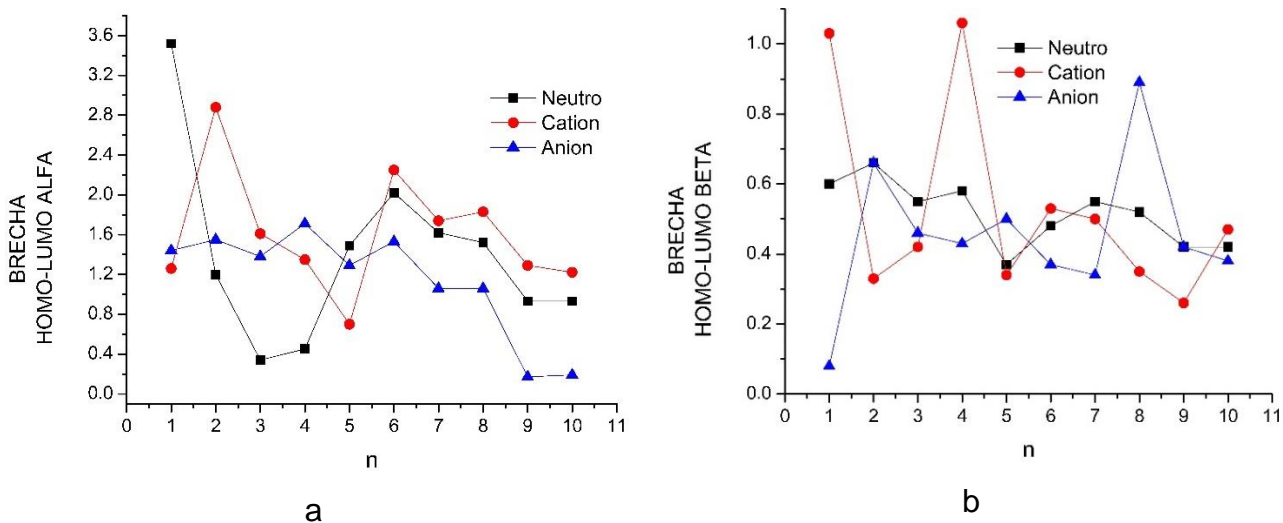 3.6
3.2
2.8
2.4
2.0
1.6
1.2
0.8
0.4
0.0
BRECHA
HOMO-LUMO ALFA
Neutro
Cation
Anion
0 1 2 3 4 5 6 7 8 9 10 11
n
a
1.0
0.8
0.6
0.4
0.2
0.0
BRECHA
HOMO-LUMO BETA
Neutro
Cation
Anion
0 1 2 3 4 5 6 7 8 9 10 11
n
b